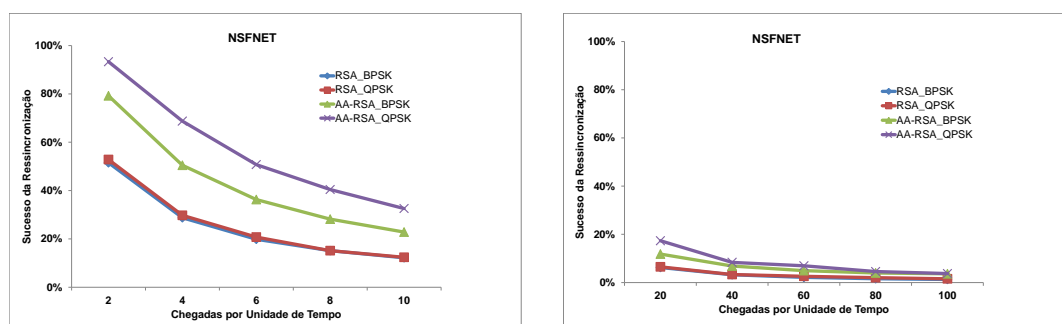 NSFNET
Sucesso da Ressincronização
100%
80%
60%
40%
20%
0%
RSA_BPSK
RSA_QPSK
AA-RSA_BPSK
AA-RSA_QPSK
2 4 6 8 10
Chegadas por Unidade de Tempo
NSFNET
Sucesso da Ressincronização
100%
80%
60%
40%
20%
0%
RSA_BPSK
RSA_QPSK
AA-RSA_BPSK
AA-RSA_QPSK
20 40 60 80 100
Chegadas por Unidade de Tempo